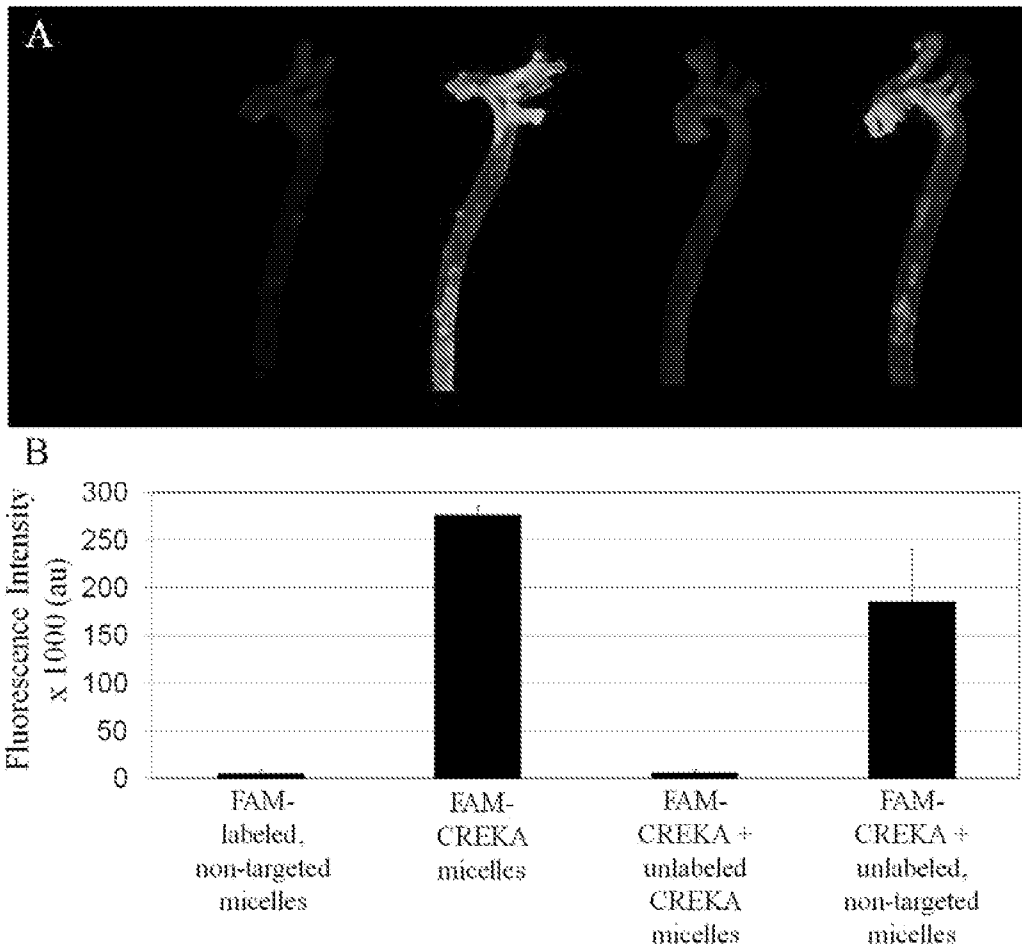 A
B
Fluorescence Intensity
x 1000 (au)
300
250
200
150
100
50
0
FAM-
labeled,
non-targeted
micelles
FAM-
CREKA
micelles
FAM-
CREKA +
unlabeled
CREKA
micelles
FAM-
CREKA +
unlabeled,
non-targeted
micelles